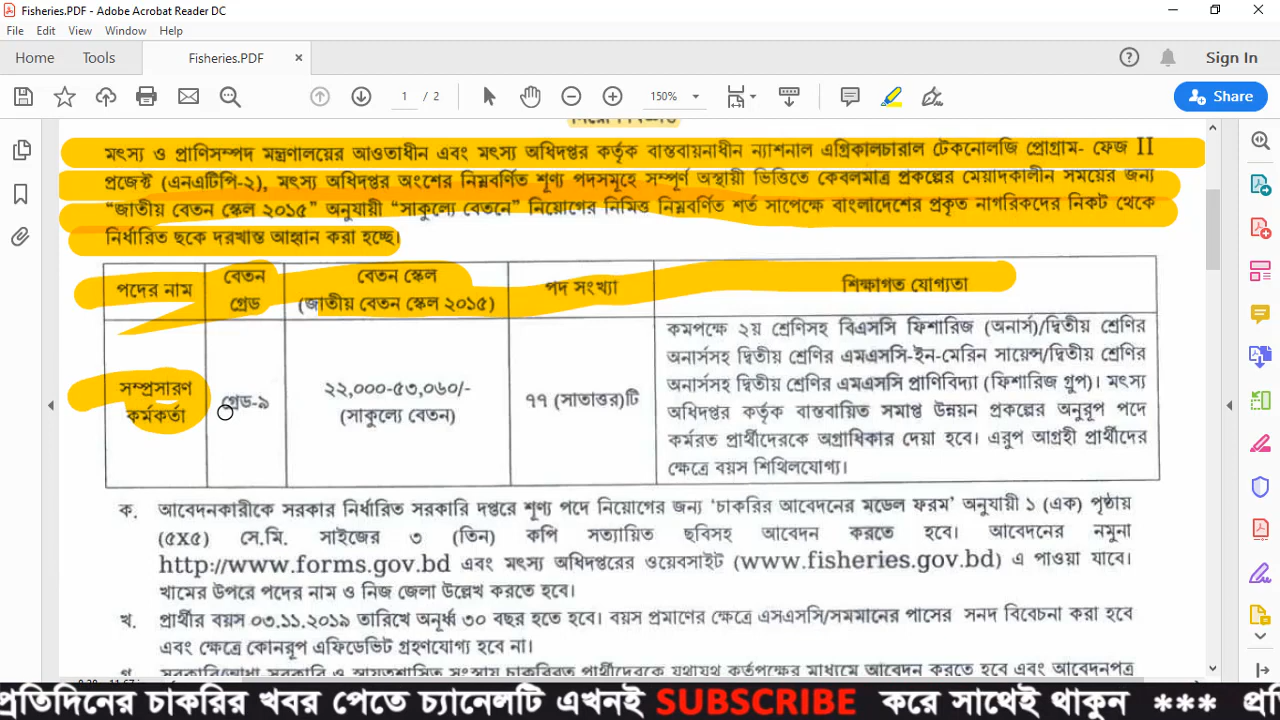 Fisheries.PDF - Adobe Acrobat Reader DC
File Edit View Window Help
Home Tools Fisheries.PDF × Sign In
1 / 2 150% Share
মৎস্য ও প্রাণিসম্পদ মন্ত্রণালয়ের আওতাধীন এবং মৎস্য অধিদপ্তর কর্তৃক বাস্তবায়নাধীন ন্যাশনাল এগ্রিকালচারাল টেকনোলজি প্রোগ্রাম- ফেজ II
প্রজেক্ট (এনএটিপি-২), মৎস্য অধিদপ্তর অংশের নিম্নবর্ণিত শূণ্য পদসমূহে সম্পূর্ণ অস্থায়ী ভিত্তিতে কেবলমাত্র প্রকল্পের মেয়াদকালীন সময়ের জন্য
“জাতীয় বেতন স্কেল ২০১৫” অনুযায়ী “সাকুল্যে বেতনে” নিয়োগের নিমিত্ত নিম্নবর্ণিত শর্ত সাপেক্ষে বাংলাদেশের প্রকৃত নাগরিকদের নিকট থেকে
নির্ধারিত ছকে দরখাস্ত আহ্বান করা হচ্ছে।
পদের নাম
বেতন
গ্রেড
বেতন স্কেল
(জাতীয় বেতন স্কেল ২০১৫)
পদ সংখ্যা
শিক্ষাগত যোগ্যতা
সম্প্রসারণ
কর্মকর্তা
গ্রেড-৯
২২,০০০-৫৩,০৬০/-
(সাকুল্যে বেতন)
৭৭ (সাতাত্তর)টি
কমপক্ষে ২য় শ্রেণিসহ বিএসসি ফিশারিজ (অনার্স)/দ্বিতীয় শ্রেণির
অনার্সসহ দ্বিতীয় শ্রেণির এমএসসি-ইন-মেরিন সায়েন্স/দ্বিতীয় শ্রেণির
অনার্সসহ দ্বিতীয় শ্রেণির এমএসসি প্রাণিবিদ্যা (ফিশারিজ গ্রুপ)। মৎস্য
অধিদপ্তর কর্তৃক বাস্তবায়িত সমাপ্ত উন্নয়ন প্রকল্পের অনুরূপ পদে
কর্মরত প্রার্থীদেরকে অগ্রাধিকার দেয়া হবে। এরুপ আগ্রহী প্রার্থীদের
ক্ষেত্রে বয়স শিথিলযোগ্য।
ক. আবেদনকারীকে সরকার নির্ধারিত সরকারি দপ্তরে শূণ্য পদে নিয়োগের জন্য ‘চাকরির আবেদনের মডেল ফরম’ অনুযায়ী ১ (এক) পৃষ্ঠায়
(৫X৫) সে.মি. সাইজের ৩ (তিন) কপি সত্যায়িত ছবিসহ আবেদন করতে হবে। আবেদনের নমুনা
http://www.forms.gov.bd এবং মৎস্য অধিদপ্তরের ওয়েবসাইট (www.fisheries.gov.bd) এ পাওয়া যাবে।
খামের উপরে পদের নাম ও নিজ জেলা উল্লেখ করতে হবে।
খ. প্রার্থীর বয়স ০৩.১১.২০১৯ তারিখে অনূর্ধ্ব ৩০ বছর হতে হবে। বয়স প্রমাণের ক্ষেত্রে এসএসসি/সমমানের পাসের সনদ বিবেচনা করা হবে
এবং ক্ষেত্রে কোনরূপ এফিডেভিট গ্রহণযোগ্য হবে না।
প্রতিদিনের চাকরির খবর পেতে চ্যানেলটি এখনই SUBSCRIBE করে সাথেই থাকুন *** প্রতি